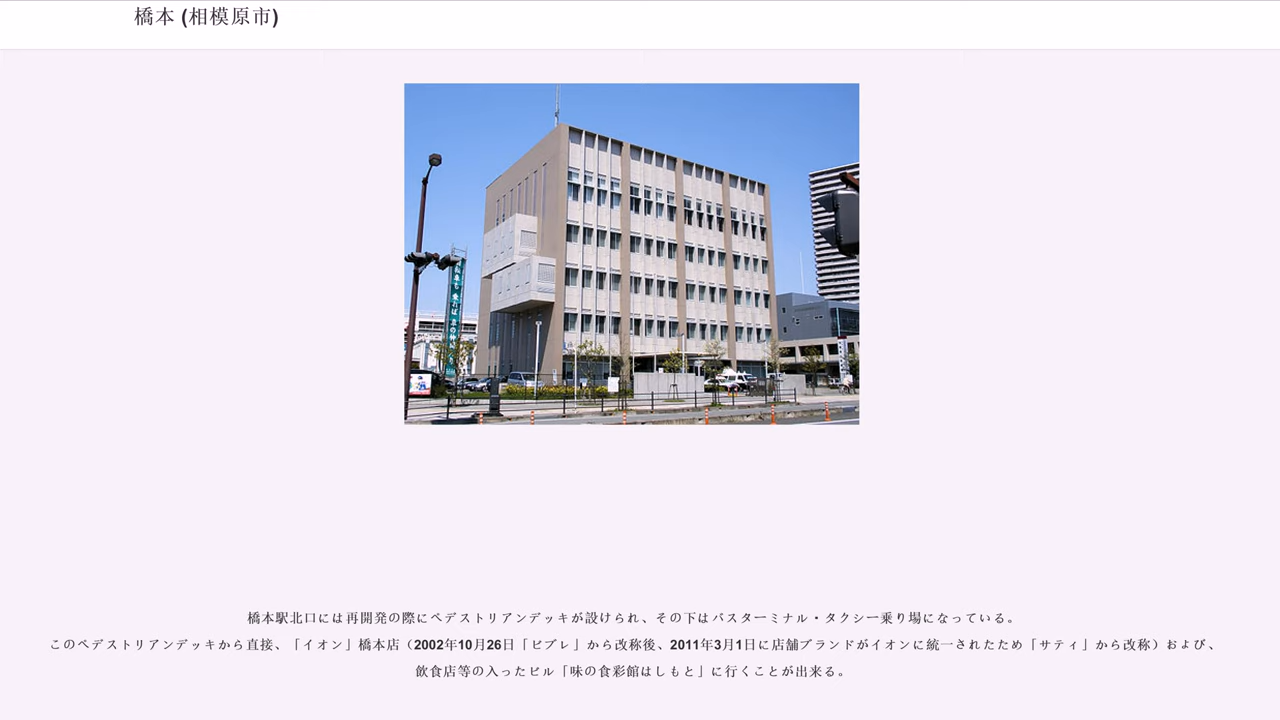 橋本 (相模原市)
橋本駅北口には再開発の際にペデストリアンデッキが設けられ、その下はバスターミナル・タクシー乗り場になっている。
このペデストリアンデッキから直接、「イオン」橋本店（2002年10月26日「ビブレ」から改称後、2011年3月1日に店舗ブランドがイオンに統一されたため「サティ」から改称）および、
飲食店等の入ったビル「味の食彩館はしもと」に行くことが出来る。